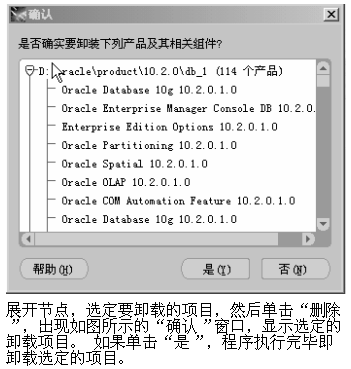 确认
是否确实要卸装下列产品及其相关组件?
D:\oracle\product\10.2.0\db_1 (114 个产品)
Oracle Database 10g 10.2.0.1.0
Oracle Enterprise Manager Console DB 10.2.0.
Enterprise Edition Options 10.2.0.1.0
Oracle Partitioning 10.2.0.1.0
Oracle Spatial 10.2.0.1.0
Oracle OLAP 10.2.0.1.0
Oracle COM Automation Feature 10.2.0.1.0
Oracle Database 10g 10.2.0.1.0
帮助(H) 是(Y) 否(N)
展开节点，选定要卸载的项目，然后单击“删除
”，出现如图所示的“确认”窗口，显示选定的
卸载项目。 如果单击“是”，程序执行完毕即
卸载选定的项目。